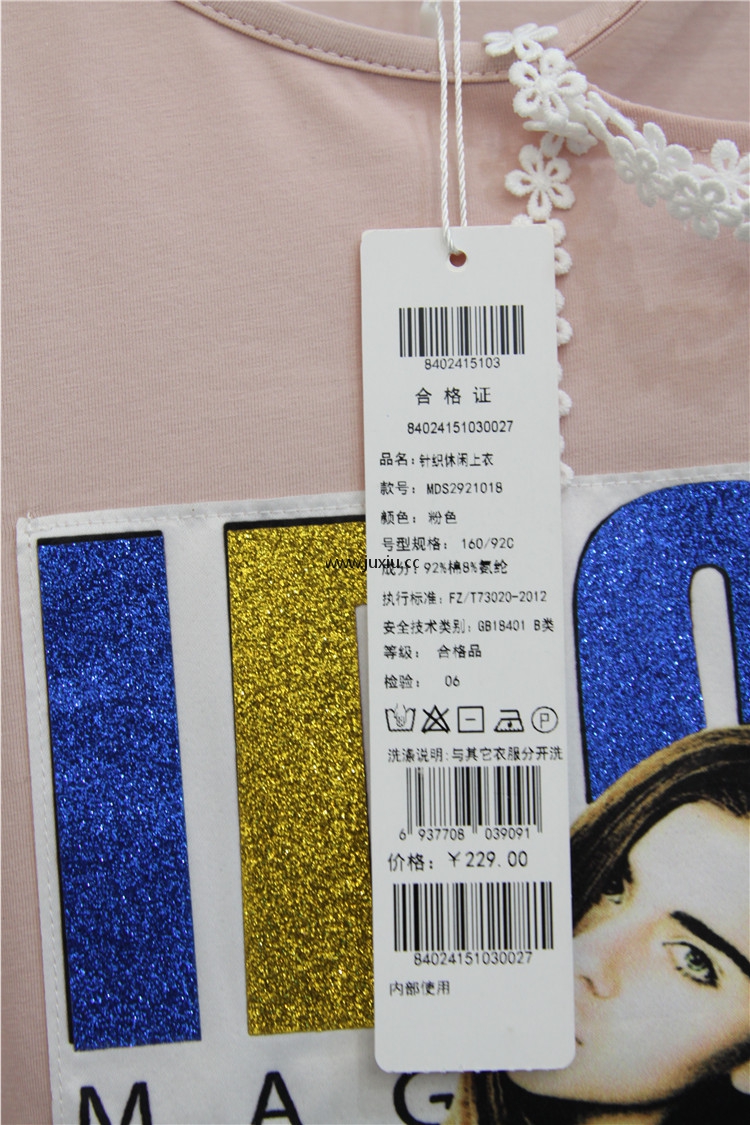 8402415103
合格证
84024151030027
品名：针织休闲上衣
款号：MDS2921018
颜色：粉色
号型规格：160/92C
www.juxiu.cc
成分：92%棉8%氨纶
执行标准：FZ/T73020-2012
安全技术类别：GB18401 B类
等级：合格品
检验：06
P
洗涤说明:与其它衣服分开洗
6 937708 039091
价格：￥229.00
84024151030027
内部使用
MAG